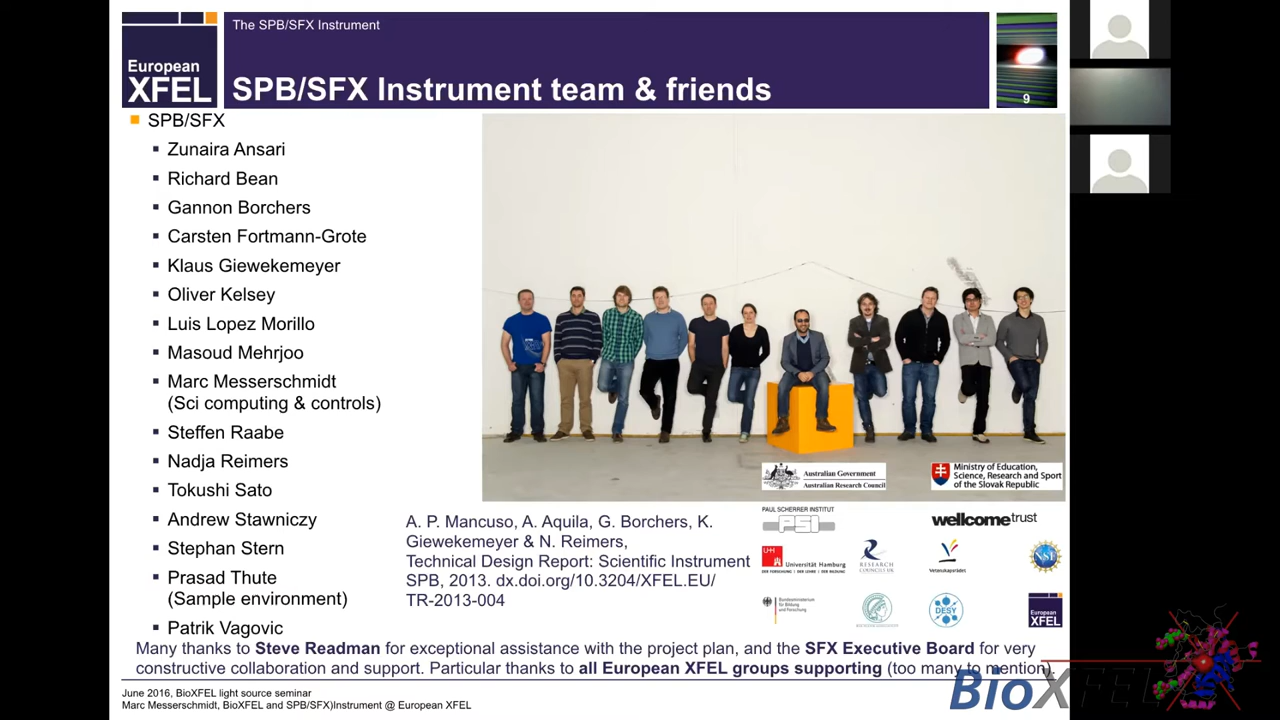 The SPB/SFX Instrument
European
XFEL
SPB/SFX Instrument team & friends
9
SPB/SFX
Zunaira Ansari
Richard Bean
Gannon Borchers
Carsten Fortmann-Grote
Klaus Giewekemeyer
Oliver Kelsey
Luis Lopez Morillo
Masoud Mehrjoo
Marc Messerschmidt
(Sci computing & controls)
Steffen Raabe
Nadja Reimers
Tokushi Sato
Andrew Stawniczy
Stephan Stern
Prasad Thute
(Sample environment)
Patrik Vagovic
Australian Government
Australian Research Council
Ministry of Education,
Science, Research and Sport
of the Slovak Republic
A. P. Mancuso, A. Aquila, G. Borchers, K.
Giewekemeyer & N. Reimers,
Technical Design Report: Scientific Instrument
SPB, 2013. dx.doi.org/10.3204/XFEL.EU/
TR-2013-004
PAUL SCHERRER INSTITUT
PSI
wellcometrust
UH
Universität Hamburg
DER FORSCHUNG | DER LEHRE | DER BILDUNG
RESEARCH
COUNCILS UK
Vetenskapsrådet
NSF
Bundesministerium
für Bildung
und Forschung
DESY
European
XFEL
Many thanks to Steve Readman for exceptional assistance with the project plan, and the SFX Executive Board for very
constructive collaboration and support. Particular thanks to all European XFEL groups supporting (too many to mention).
June 2016, BioXFEL light source seminar
Marc Messerschmidt, BioXFEL and SPB/SFX)Instrument @ European XFEL
BioXFEL